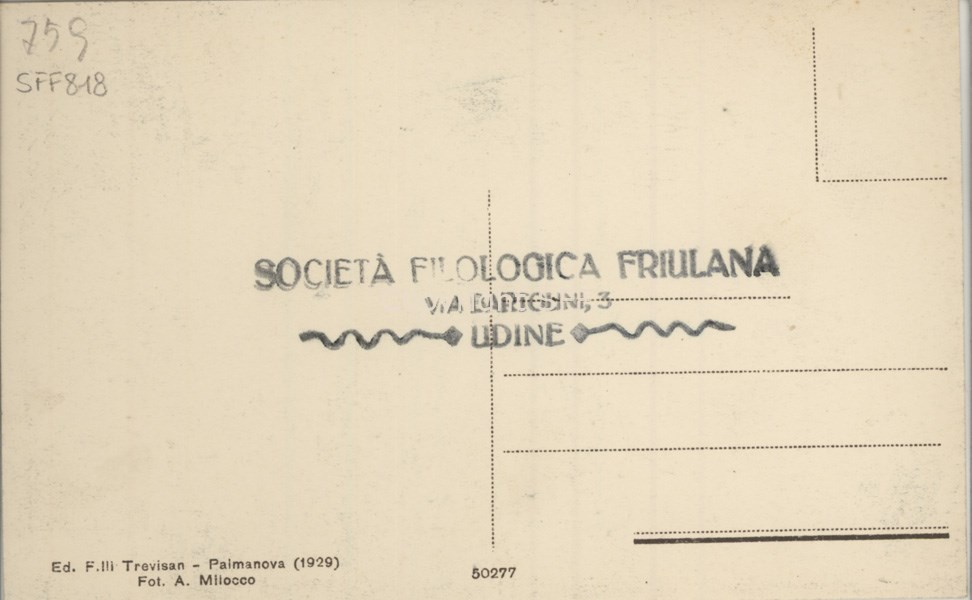 759
SFF818
SOCIETÀ FILOLOGICA FRIULANA
VIA 3
UDINE
Ed. F.lli Trevisan - Palmanova (1929)
Fot. A. Milocco
50277